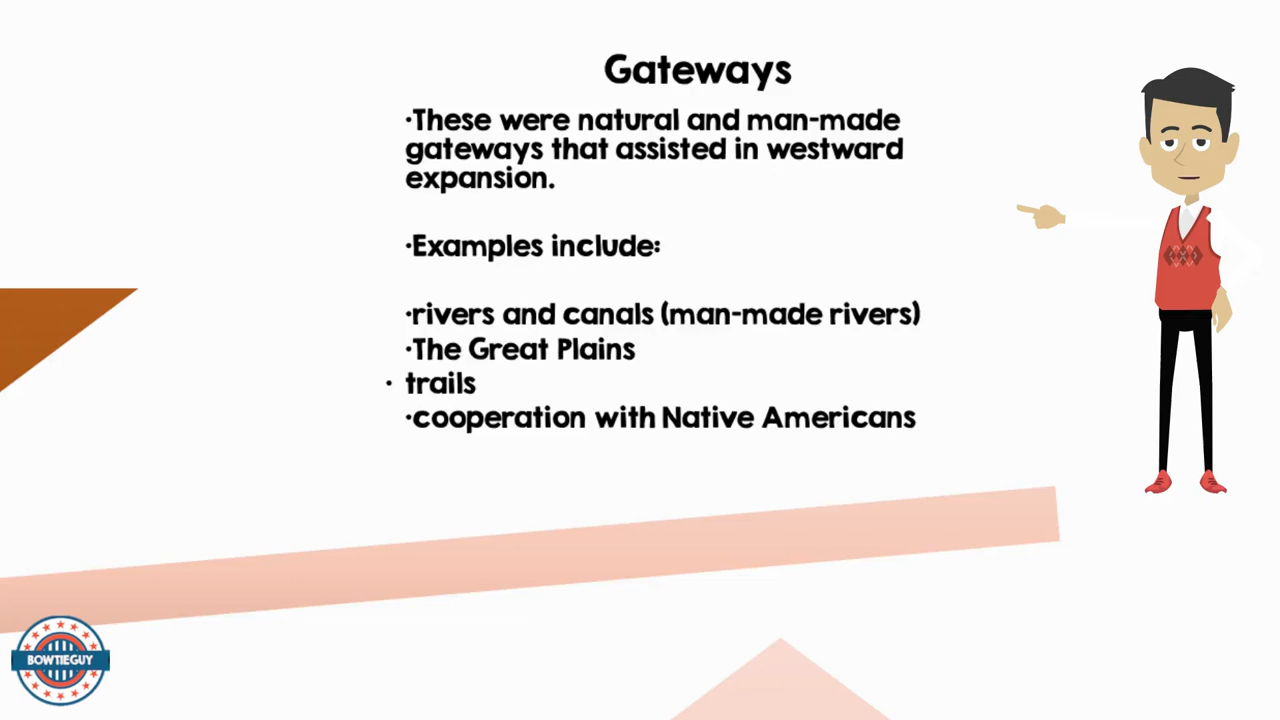 Gateways
·These were natural and man-made
gateways that assisted in westward
expansion.
·Examples include:
·rivers and canals (man-made rivers)
·The Great Plains
· trails
·cooperation with Native Americans
BOWTIEGUY